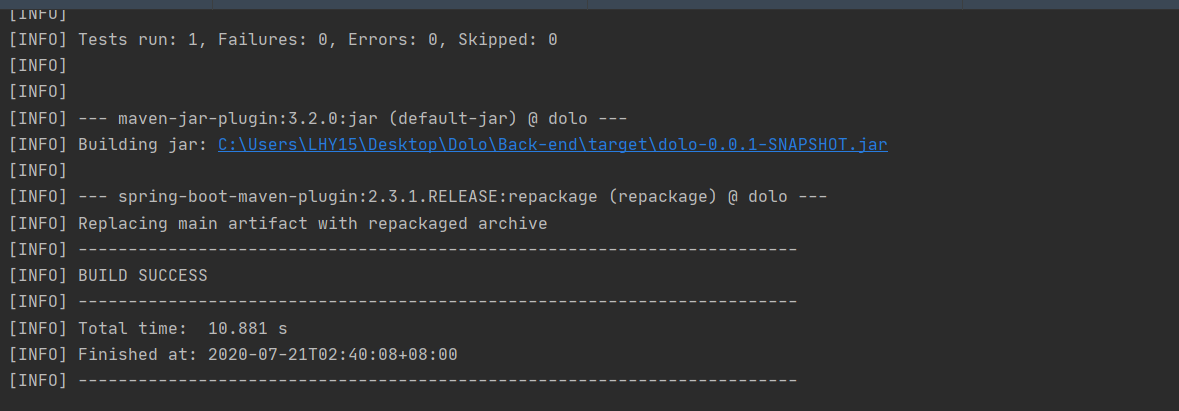 [INFO]
[INFO] Tests run: 1, Failures: 0, Errors: 0, Skipped: 0
[INFO]
[INFO]
[INFO] --- maven-jar-plugin:3.2.0:jar (default-jar) @ dolo ---
[INFO] Building jar: C:\Users\LHY15\Desktop\Dolo\Back-end\target\dolo-0.0.1-SNAPSHOT.jar
[INFO]
[INFO] --- spring-boot-maven-plugin:2.3.1.RELEASE:repackage (repackage) @ dolo ---
[INFO] Replacing main artifact with repackaged archive
[INFO] ------------------------------------------------------------------------
[INFO] BUILD SUCCESS
[INFO] ------------------------------------------------------------------------
[INFO] Total time:  10.881 s
[INFO] Finished at: 2020-07-21T02:40:08+08:00
[INFO] ------------------------------------------------------------------------